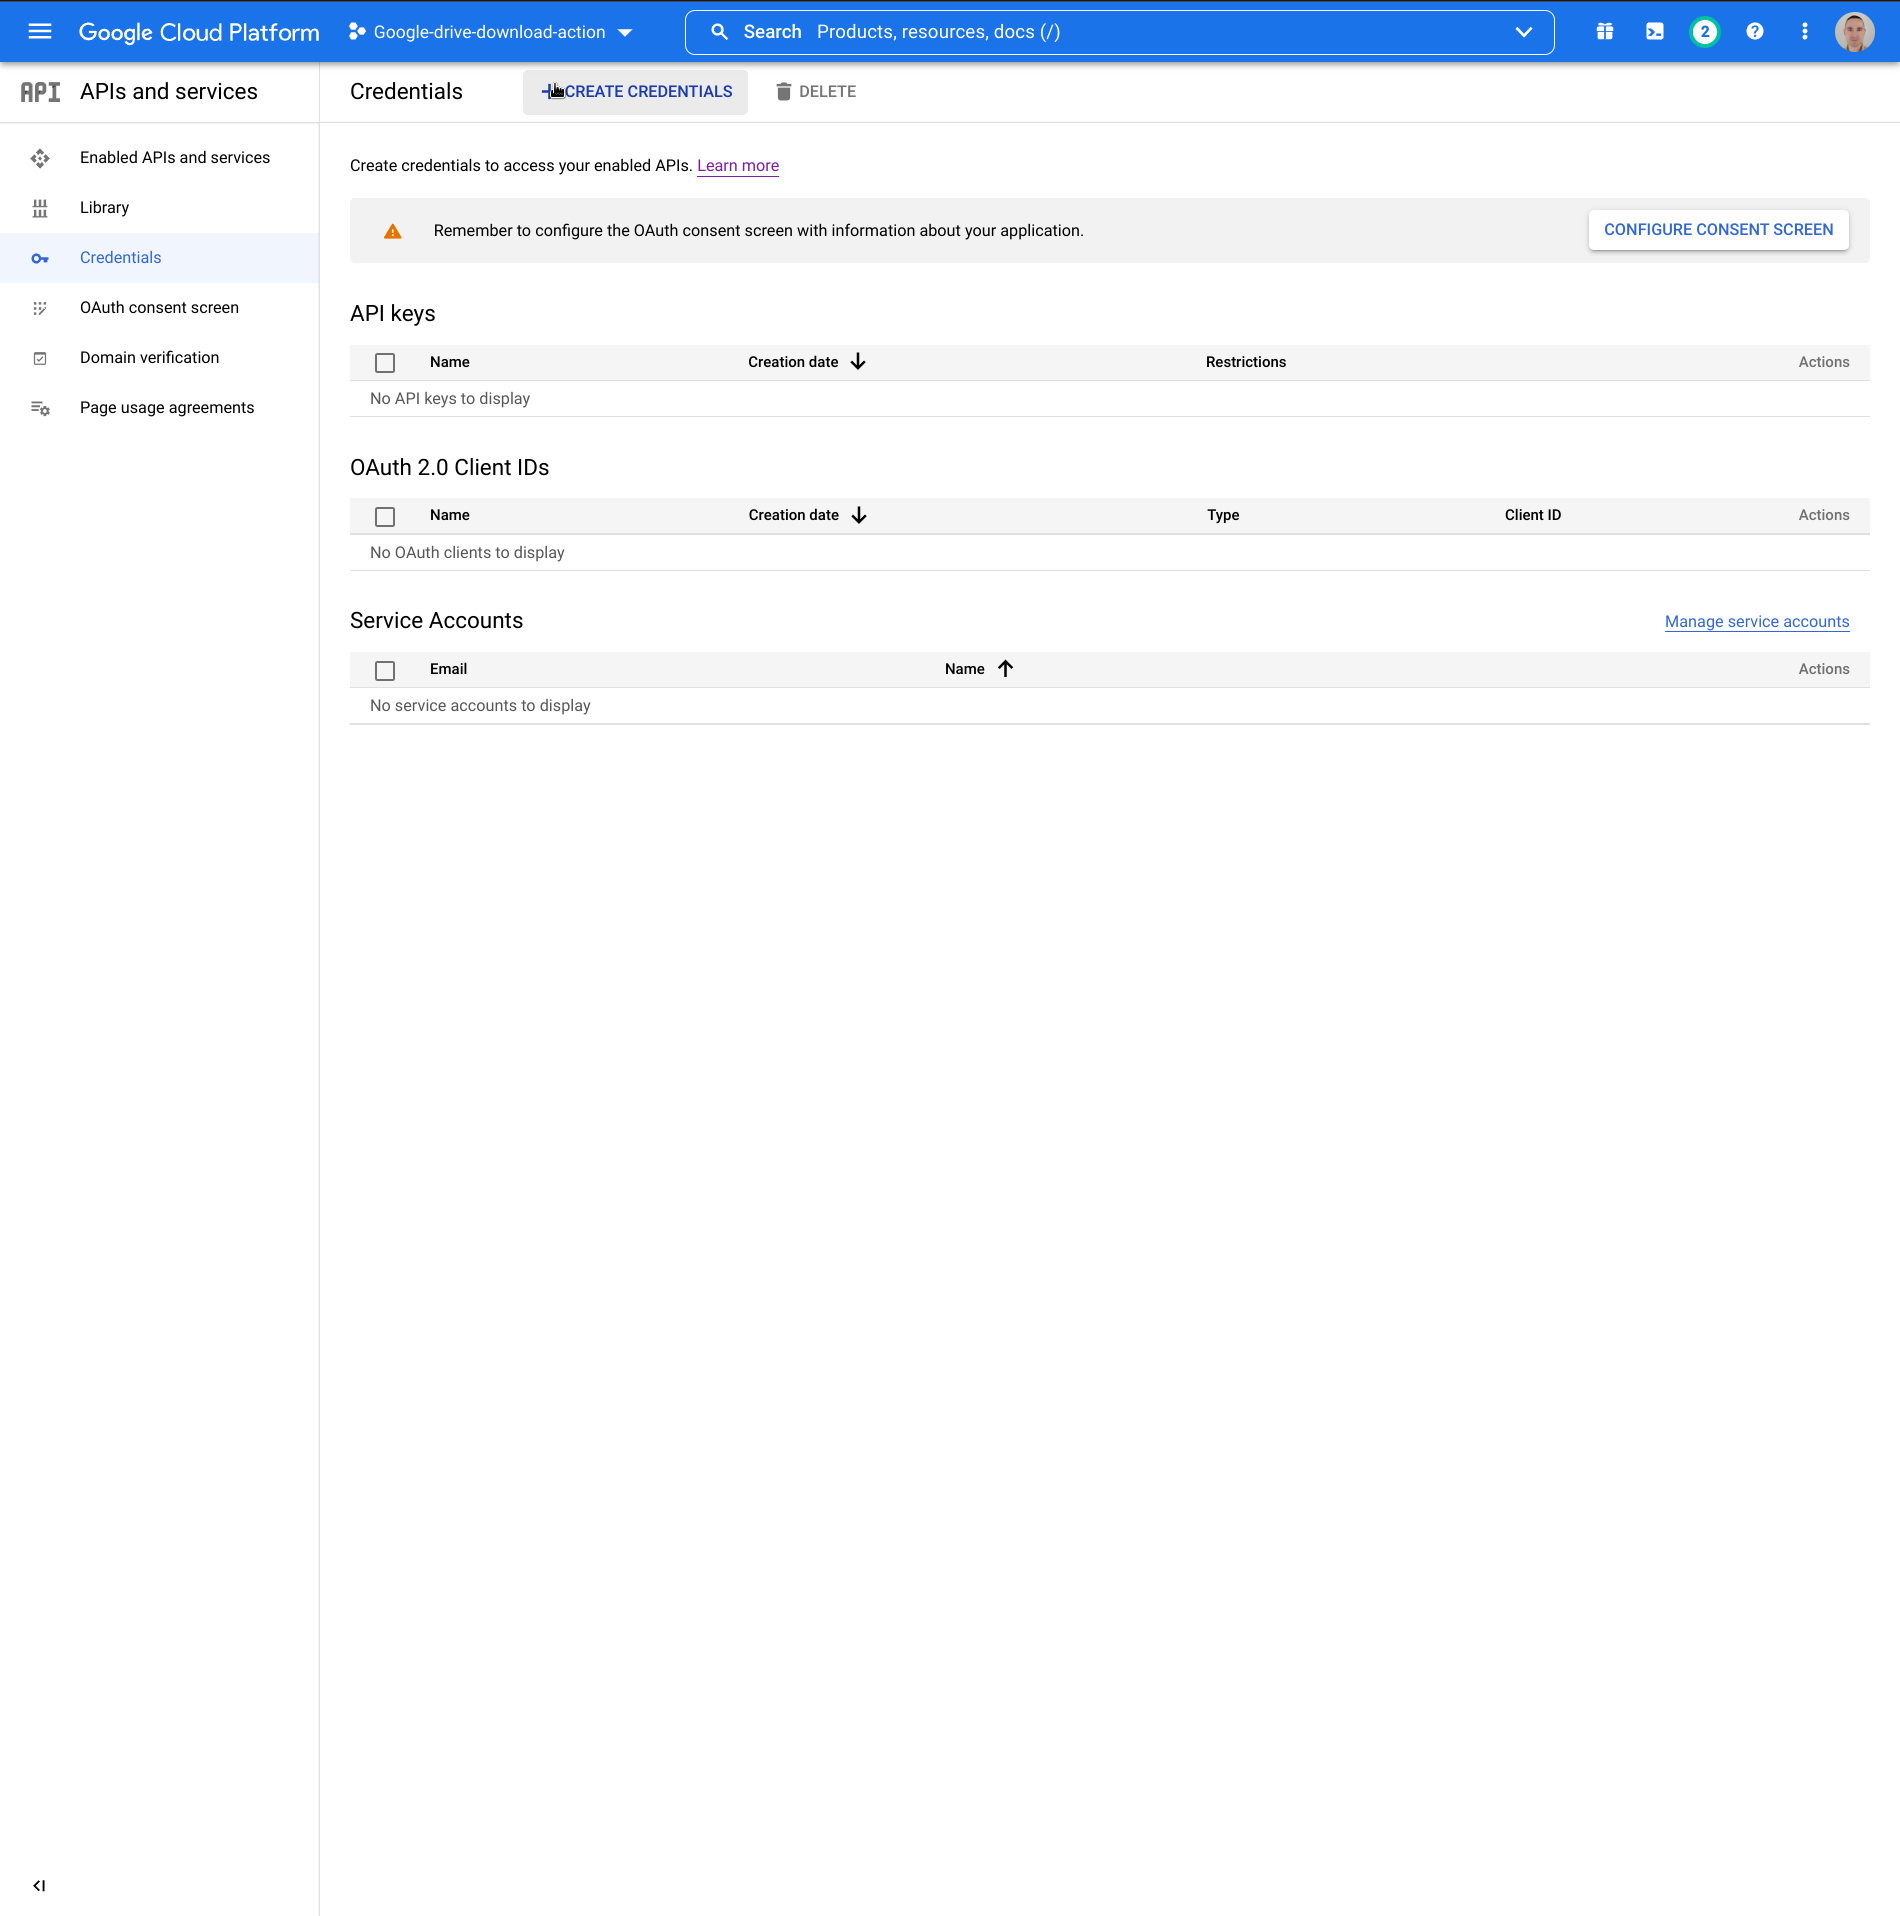 Google Cloud Platform
Google-drive-download-action
Search Products, resources, docs (/)
2
API APIs and services
Enabled APIs and services
Library
Credentials
OAuth consent screen
Domain verification
Page usage agreements
Credentials
CREATE CREDENTIALS
DELETE
Create credentials to access your enabled APIs. Learn more
Remember to configure the OAuth consent screen with information about your application.
CONFIGURE CONSENT SCREEN
API keys
Name Creation date Restrictions Actions
No API keys to display
OAuth 2.0 Client IDs
Name Creation date Type Client ID Actions
No OAuth clients to display
Service Accounts
Manage service accounts
Email Name Actions
No service accounts to display